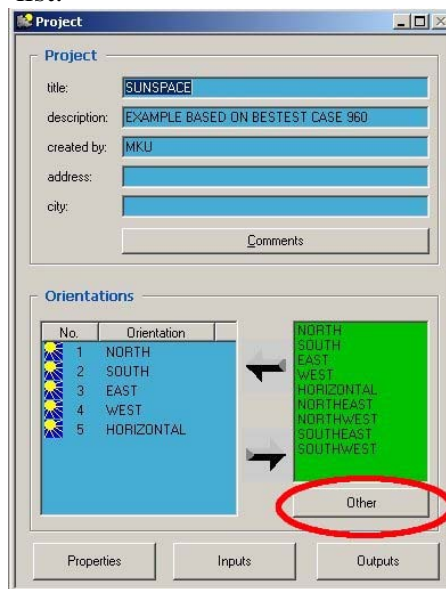 list.
Project
Project
title: SUNSPACE
description: EXAMPLE BASED ON BESTEST CASE 960
created by: MKU
address:
city:
Comments
Orientations
No. Orientation
1 NORTH
2 SOUTH
3 EAST
4 WEST
5 HORIZONTAL
NORTH
SOUTH
EAST
WEST
HORIZONTAL
NORTHEAST
NORTHWEST
SOUTHEAST
SOUTHWEST
Other
Properties Inputs Outputs